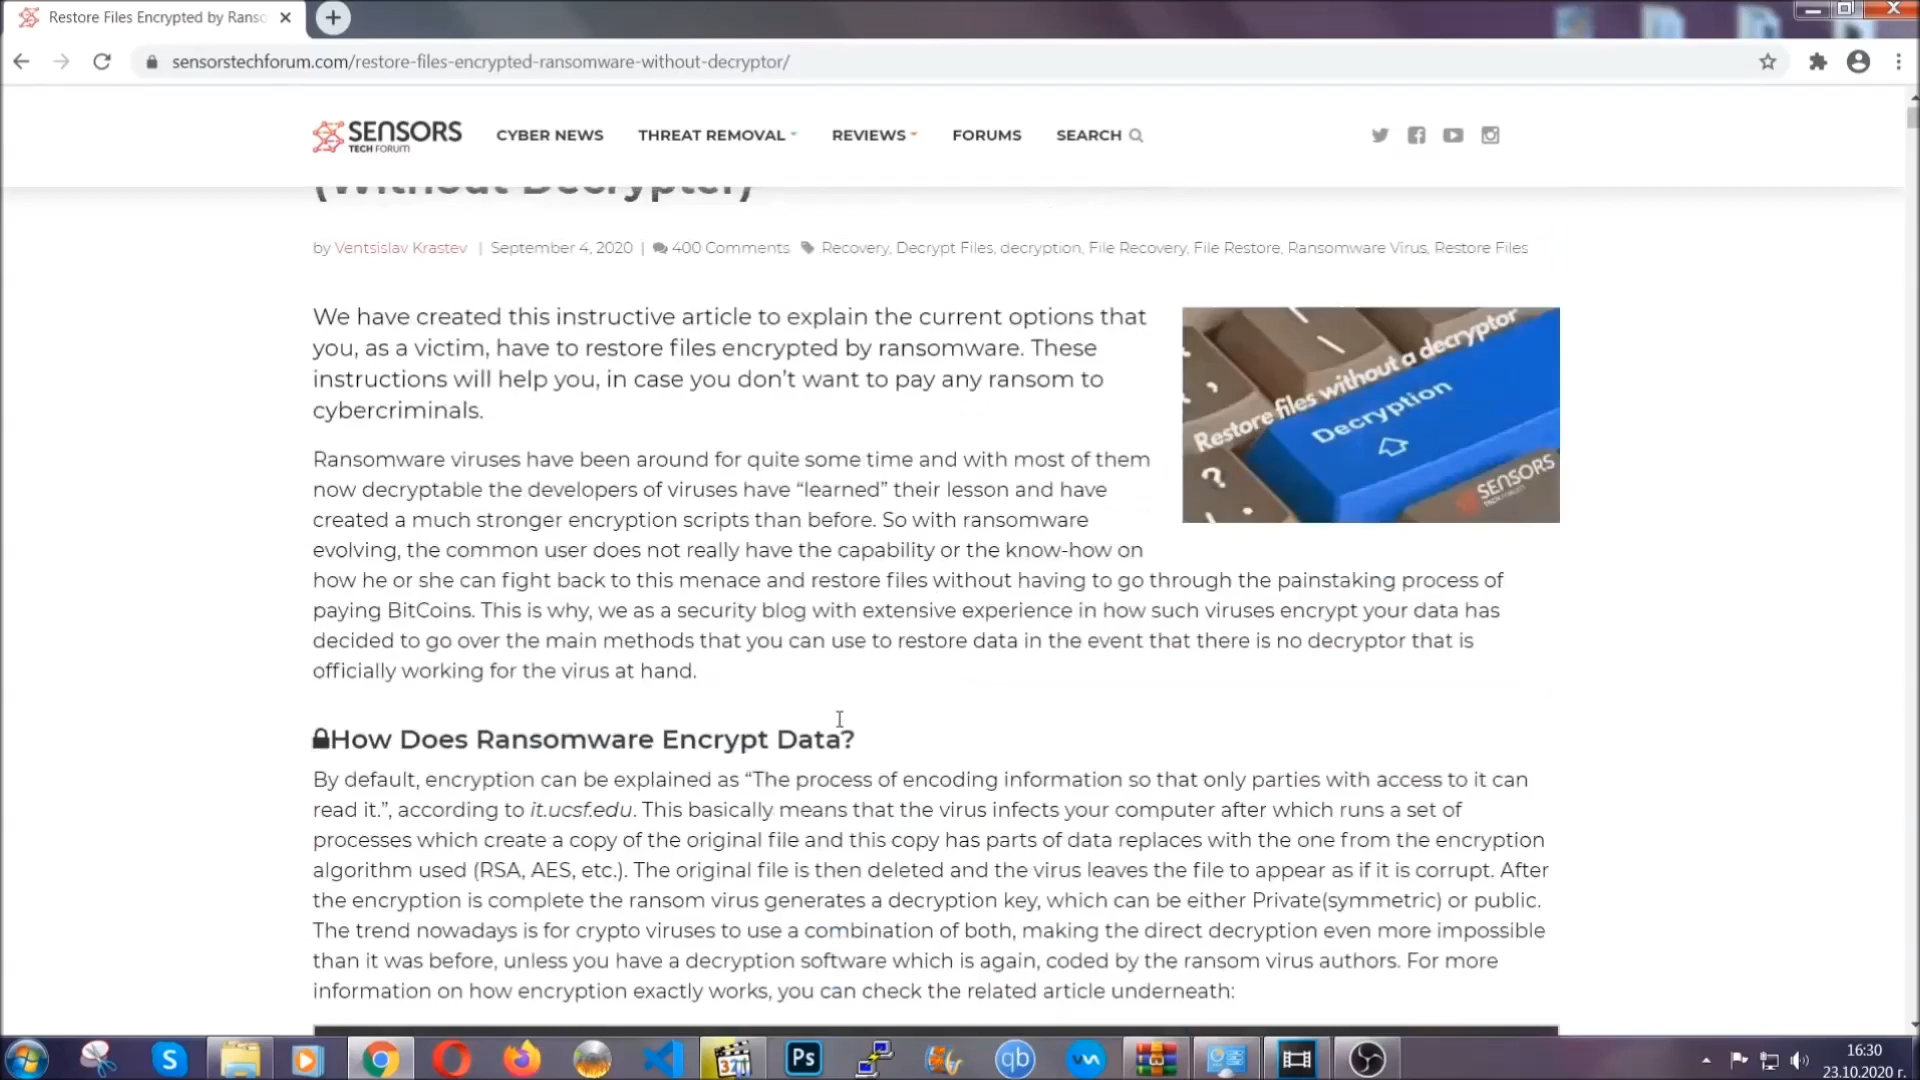 Restore Files Encrypted by Ranso
sensorstechforum.com/restore-files-encrypted-ransomware-without-decryptor/
SENSORS
TECH FORUM
CYBER NEWS THREAT REMOVAL REVIEWS FORUMS SEARCH
(Without Decrypter)
by Ventsislav Krastev | September 4, 2020 | 400 Comments Recovery, Decrypt Files, decryption, File Recovery, File Restore, Ransomware Virus, Restore Files
We have created this instructive article to explain the current options that
you, as a victim, have to restore files encrypted by ransomware. These
instructions will help you, in case you don't want to pay any ransom to
cybercriminals.
Restore files without a decryptor
Decryption
SENSORS
Ransomware viruses have been around for quite some time and with most of them
now decryptable the developers of viruses have “learned” their lesson and have
created a much stronger encryption scripts than before. So with ransomware
evolving, the common user does not really have the capability or the know-how on
how he or she can fight back to this menace and restore files without having to go through the painstaking process of
paying BitCoins. This is why, we as a security blog with extensive experience in how such viruses encrypt your data has
decided to go over the main methods that you can use to restore data in the event that there is no decryptor that is
officially working for the virus at hand.
How Does Ransomware Encrypt Data?
By default, encryption can be explained as “The process of encoding information so that only parties with access to it can
read it.”, according to it.ucsf.edu. This basically means that the virus infects your computer after which runs a set of
processes which create a copy of the original file and this copy has parts of data replaces with the one from the encryption
algorithm used (RSA, AES, etc.). The original file is then deleted and the virus leaves the file to appear as if it is corrupt. After
the encryption is complete the ransom virus generates a decryption key, which can be either Private(symmetric) or public.
The trend nowadays is for crypto viruses to use a combination of both, making the direct decryption even more impossible
than it was before, unless you have a decryption software which is again, coded by the ransom virus authors. For more
information on how encryption exactly works, you can check the related article underneath:
S
321
Ps
qb
16:30
23.10.2020 г.